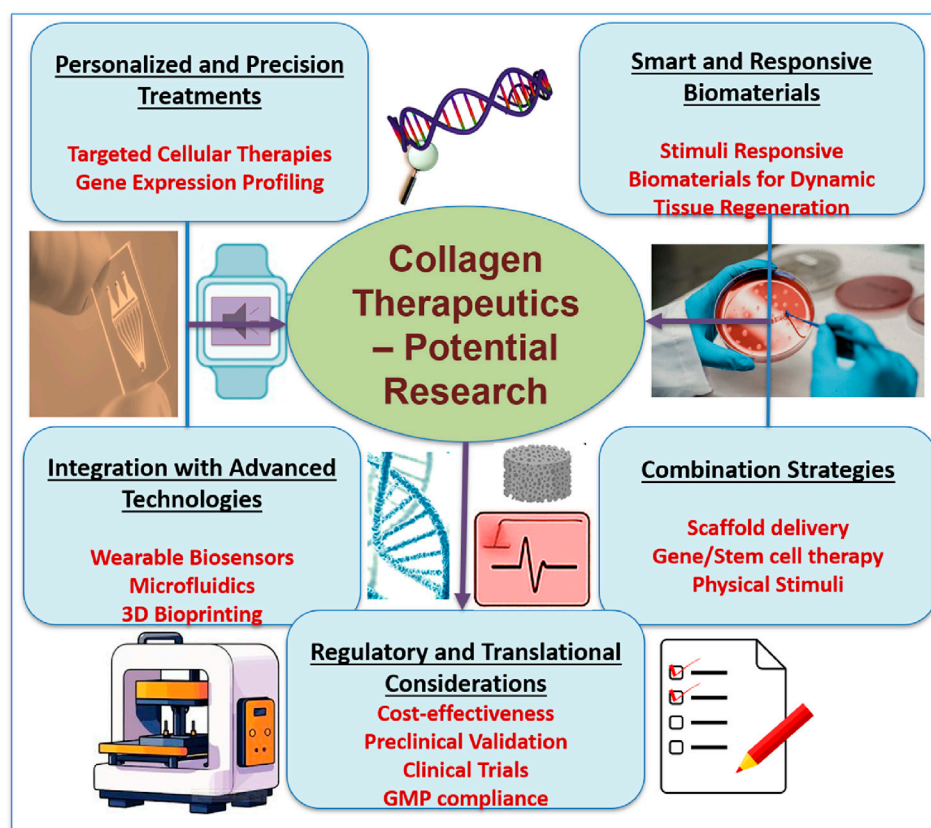 Personalized and Precision
Treatments
Targeted Cellular Therapies
Gene Expression Profiling
Smart and Responsive
Biomaterials
Stimuli Responsive
Biomaterials for Dynamic
Tissue Regeneration
Collagen
Therapeutics
– Potential
Research
Integration with Advanced
Technologies
Wearable Biosensors
Microfluidics
3D Bioprinting
Combination Strategies
Scaffold delivery
Gene/Stem cell therapy
Physical Stimuli
Regulatory and Translational
Considerations
Cost-effectiveness
Preclinical Validation
Clinical Trials
GMP compliance